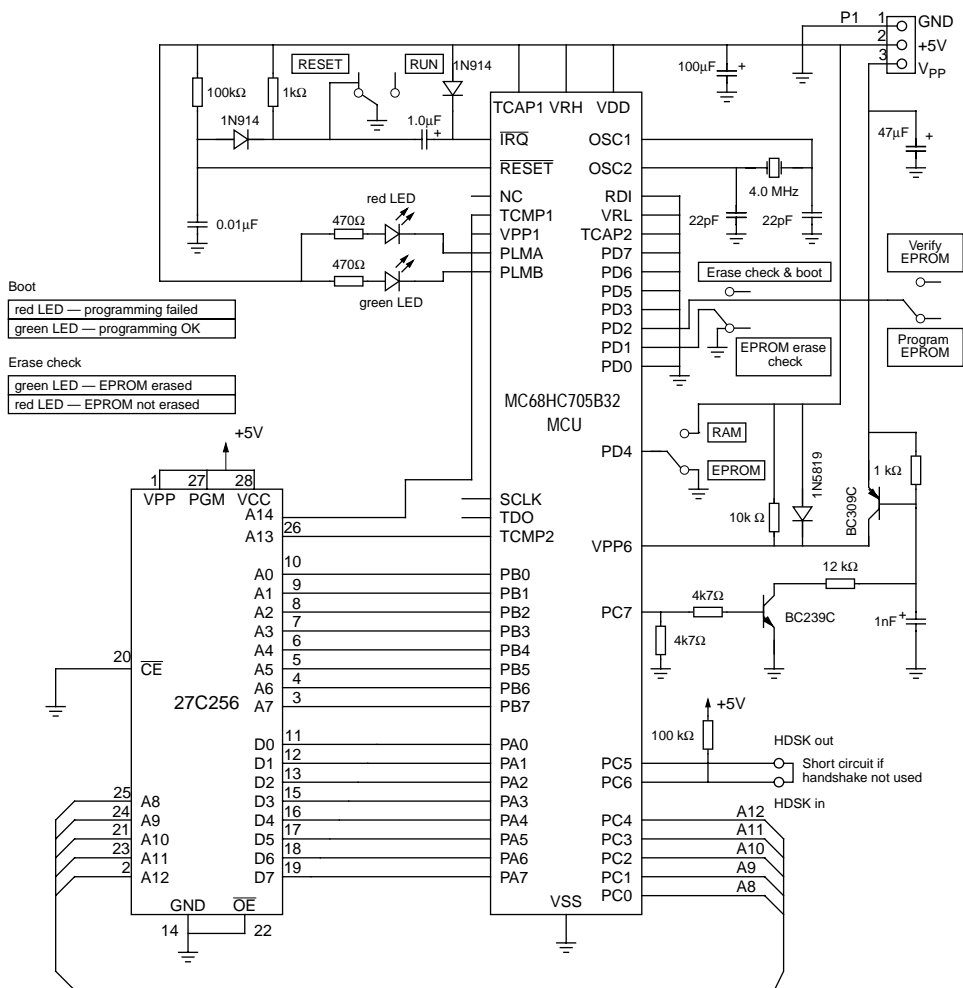 P1
1
GND
2
+5V
3
VPP
RESET
RUN
1N914
100μF
+
100kΩ
1kΩ
TCAP1 VRH VDD
1N914
1.0μF
+
47μF
+
IRQ
OSC1
RESET
OSC2
4.0 MHz
NC
RDI
red LED
TCMP1
VRL
22pF
22pF
0.01μF
470Ω
VPP1
TCAP2
PLMA
PD7
Verify
EPROM
470Ω
PLMB
PD6
Erase check & boot
green LED
PD5
Boot
red LED — programming failed
green LED — programming OK
PD3
PD2
PD1
PD0
EPROM erase
check
Program
EPROM
Erase check
green LED — EPROM erased
red LED — EPROM not erased
MC68HC705B32
MCU
+5V
RAM
PD4
EPROM
1N5819
1 kΩ
BC309C
1
27
28
VPP
PGM
VCC
A14
SCLK
TDO
26
A13
TCMP2
10k Ω
VPP6
10
A0
PB0
9
A1
PB1
8
A2
PB2
7
A3
PB3
6
A4
PB4
5
A5
PB5
4
A6
PB6
3
A7
PB7
12 kΩ
PC7
4k7Ω
BC239C
1nF
+
4k7Ω
20
CE
27C256
+5V
100 kΩ
11
D0
PA0
12
D1
PA1
13
D2
PA2
15
D3
PA3
16
D4
PA4
17
D5
PA5
18
D6
PA6
19
D7
PA7
HDSK out
PC5
PC6
Short circuit if
handshake not used
HDSK in
25
A8
24
A9
21
A10
23
A11
2
A12
PC4
A12
PC3
A11
PC2
A10
PC1
A9
PC0
A8
GND
OE
14
22
VSS